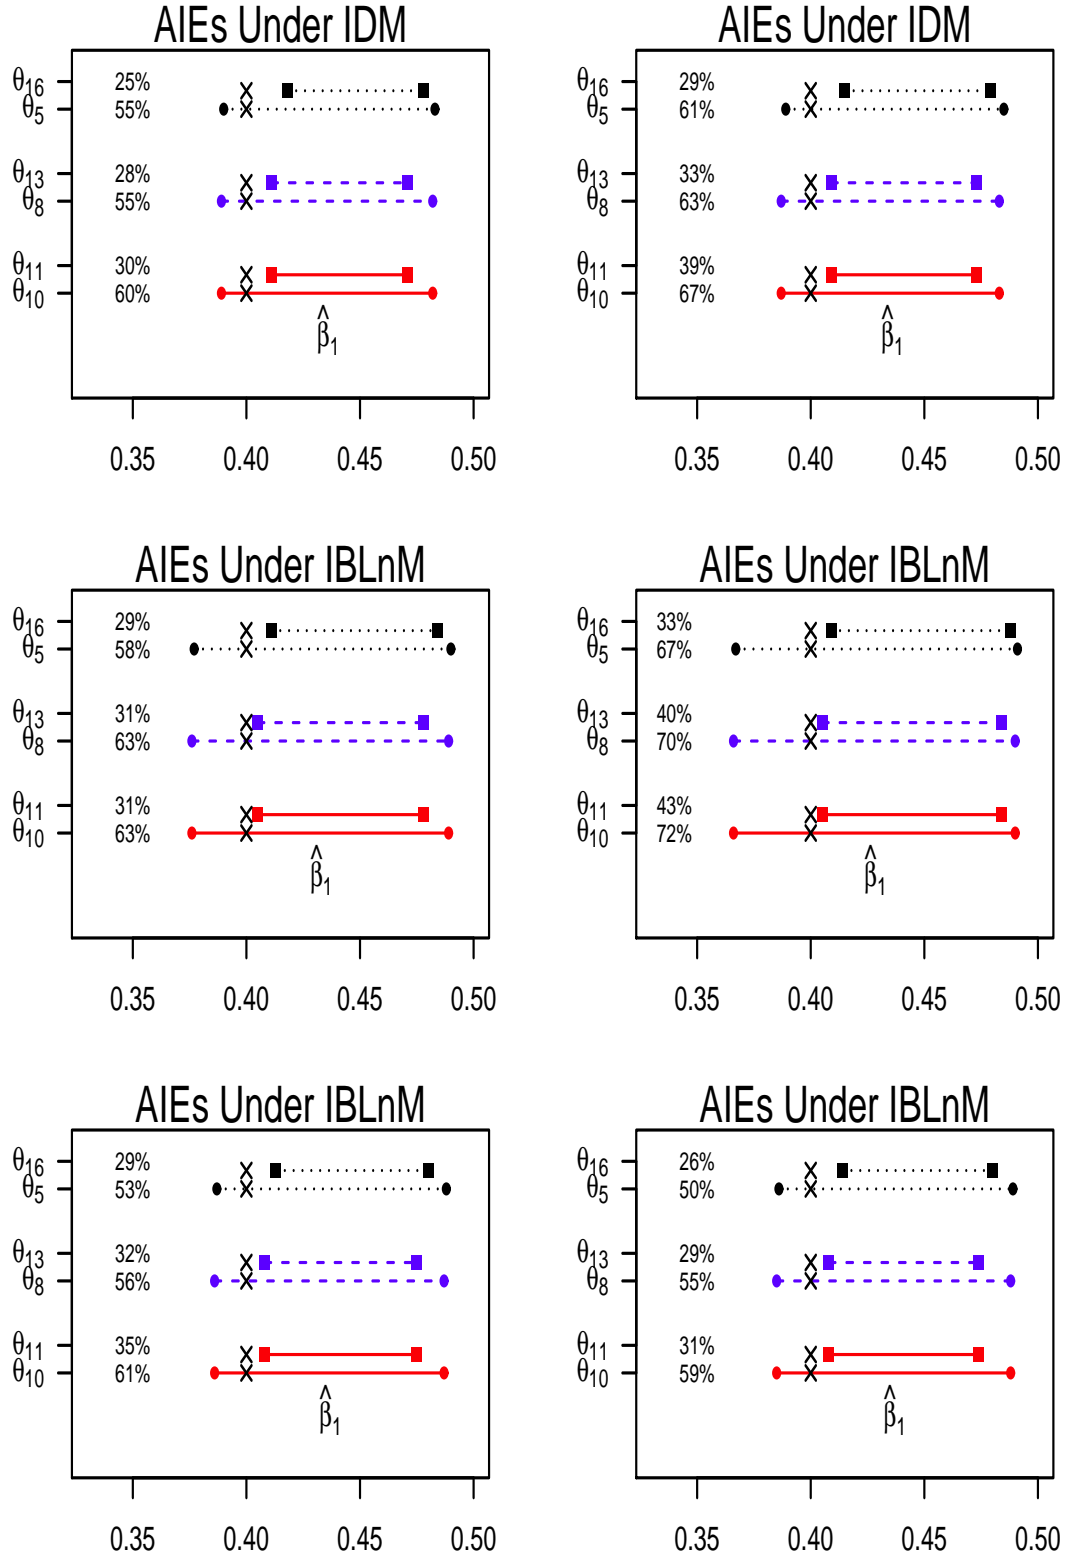 AIEs Under IDM
θ16 25%
θ5 55%
θ13 28%
θ8 55%
θ11 30%
θ10 60%
β̂1
0.35 0.40 0.45 0.50
AIEs Under IDM
θ16 29%
θ5 61%
θ13 33%
θ8 63%
θ11 39%
θ10 67%
β̂1
0.35 0.40 0.45 0.50
AIEs Under IBLnM
θ16 29%
θ5 58%
θ13 31%
θ8 63%
θ11 31%
θ10 63%
β̂1
0.35 0.40 0.45 0.50
AIEs Under IBLnM
θ16 33%
θ5 67%
θ13 40%
θ8 70%
θ11 43%
θ10 72%
β̂1
0.35 0.40 0.45 0.50
AIEs Under IBLnM
θ16 29%
θ5 53%
θ13 32%
θ8 56%
θ11 35%
θ10 61%
β̂1
0.35 0.40 0.45 0.50
AIEs Under IBLnM
θ16 26%
θ5 50%
θ13 29%
θ8 55%
θ11 31%
θ10 59%
β̂1
0.35 0.40 0.45 0.50